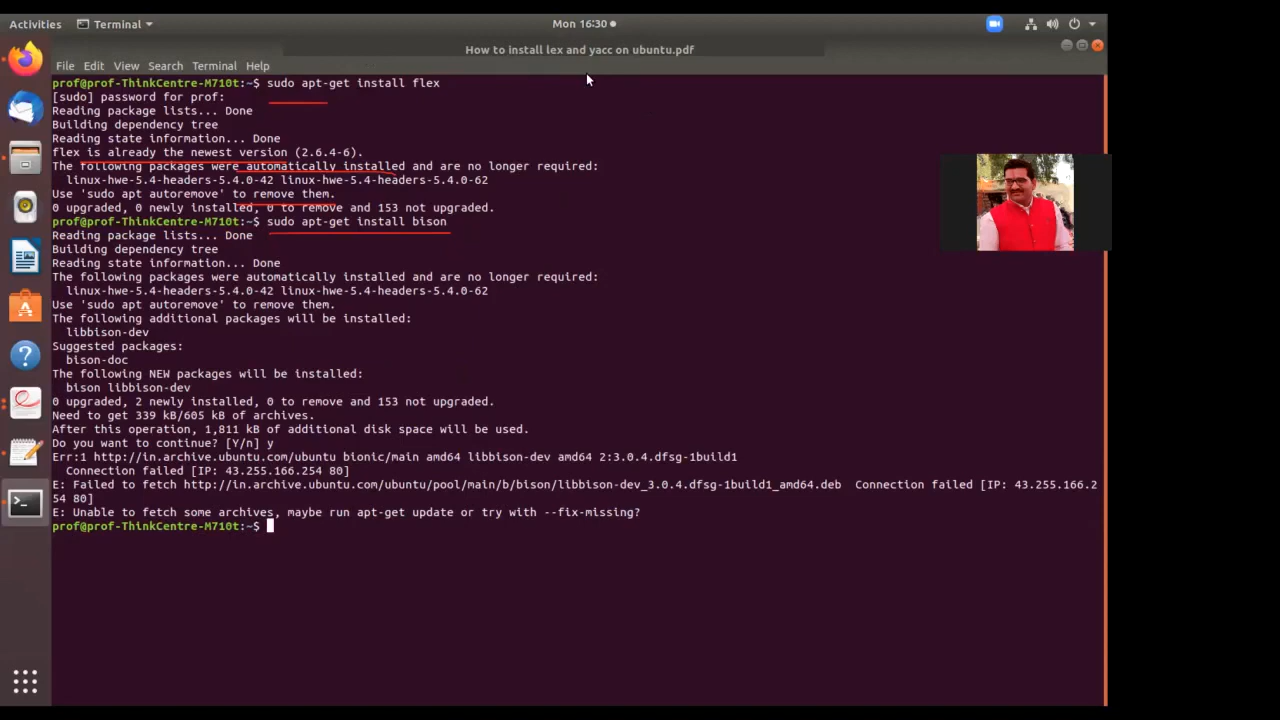 Activities Terminal Mon 16:30
How to install lex and yacc on ubuntu.pdf
File Edit View Search Terminal Help
prof@prof-ThinkCentre-M710t:~$ sudo apt-get install flex
[sudo] password for prof:
Reading package lists... Done
Building dependency tree
Reading state information... Done
flex is already the newest version (2.6.4-6).
The following packages were automatically installed and are no longer required:
linux-hwe-5.4-headers-5.4.0-42 linux-hwe-5.4-headers-5.4.0-62
Use 'sudo apt autoremove' to remove them.
0 upgraded, 0 newly installed, 0 to remove and 153 not upgraded.
prof@prof-ThinkCentre-M710t:~$ sudo apt-get install bison
Reading package lists... Done
Building dependency tree
Reading state information... Done
The following packages were automatically installed and are no longer required:
linux-hwe-5.4-headers-5.4.0-42 linux-hwe-5.4-headers-5.4.0-62
Use 'sudo apt autoremove' to remove them.
The following additional packages will be installed:
libbison-dev
Suggested packages:
bison-doc
The following NEW packages will be installed:
bison libbison-dev
0 upgraded, 2 newly installed, 0 to remove and 153 not upgraded.
Need to get 339 kB/605 kB of archives.
After this operation, 1,811 kB of additional disk space will be used.
Do you want to continue? [Y/n] y
Err:1 http://in.archive.ubuntu.com/ubuntu bionic/main amd64 libbison-dev amd64 2:3.0.4.dfsg-1build1
Connection failed [IP: 43.255.166.254 80]
E: Failed to fetch http://in.archive.ubuntu.com/ubuntu/pool/main/b/bison/libbison-dev_3.0.4.dfsg-1build1_amd64.deb  Connection failed [IP: 43.255.166.2
54 80]
E: Unable to fetch some archives, maybe run apt-get update or try with --fix-missing?
prof@prof-ThinkCentre-M710t:~$